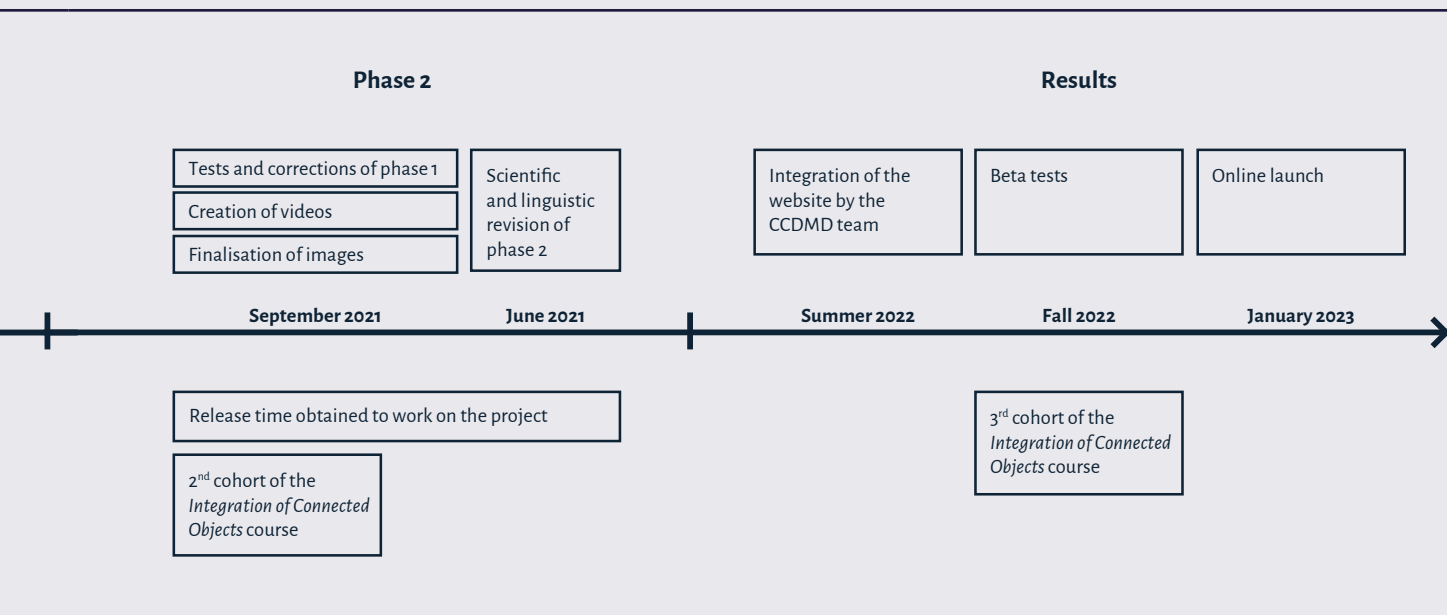 Phase 2
Results
Tests and corrections of phase 1
Creation of videos
Finalisation of images
Scientific
and linguistic
revision of
phase 2
Integration of the
website by the
CCDMD team
Beta tests
Online launch
September 2021
June 2021
Summer 2022
Fall 2022
January 2023
Release time obtained to work on the project
2nd cohort of the
Integration of Connected
Objects course
3rd cohort of the
Integration of Connected
Objects course